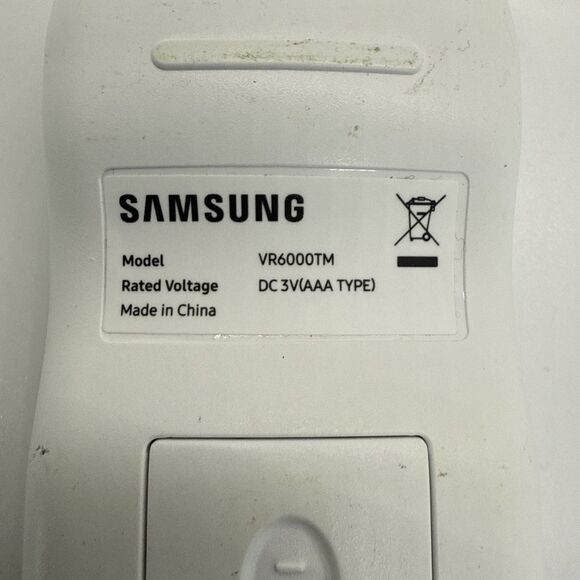 SAMSUNG
Model VR6000TM
Rated Voltage DC 3V(AAA TYPE)
Made in China